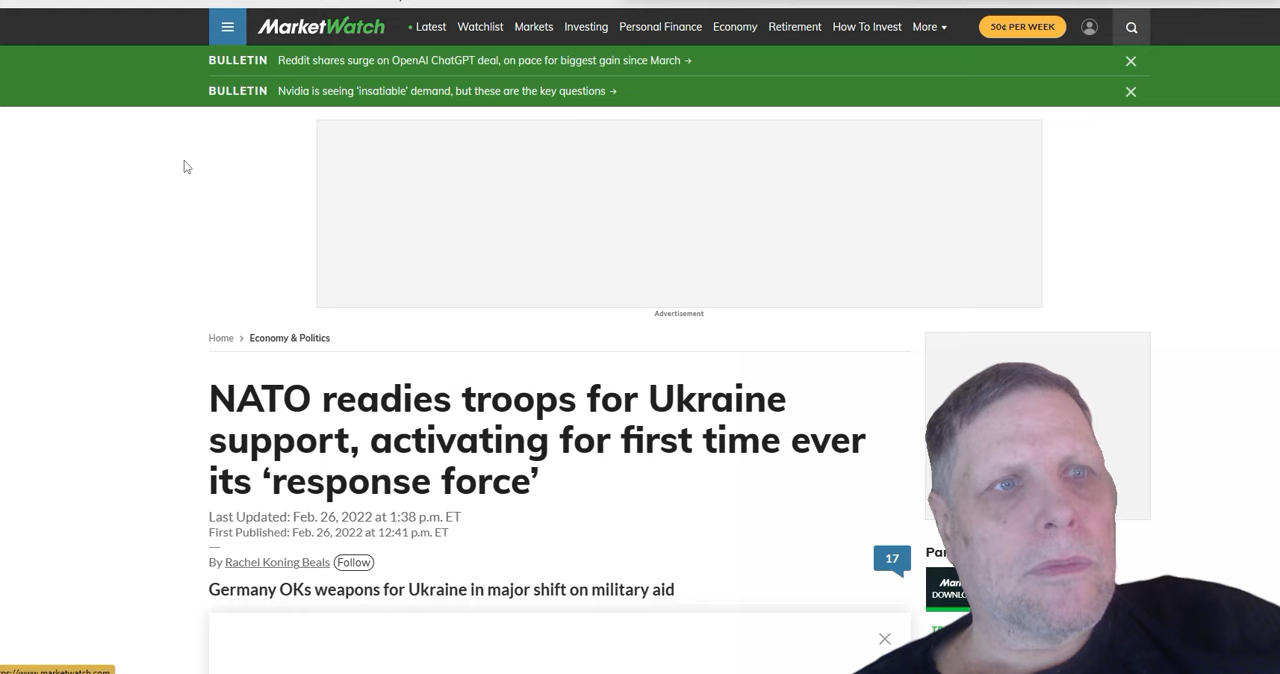 MarketWatch
Latest Watchlist Markets Investing Personal Finance Economy Retirement How To Invest More
50¢ PER WEEK
BULLETIN Reddit shares surge on OpenAI ChatGPT deal, on pace for biggest gain since March →
BULLETIN Nvidia is seeing ‘insatiable’ demand, but these are the key questions →
Advertisement
Home > Economy & Politics
NATO readies troops for Ukraine
support, activating for first time ever
its ‘response force’
Last Updated: Feb. 26, 2022 at 1:38 p.m. ET
First Published: Feb. 26, 2022 at 12:41 p.m. ET
By Rachel Koning Beals Follow
17
Germany OKs weapons for Ukraine in major shift on military aid